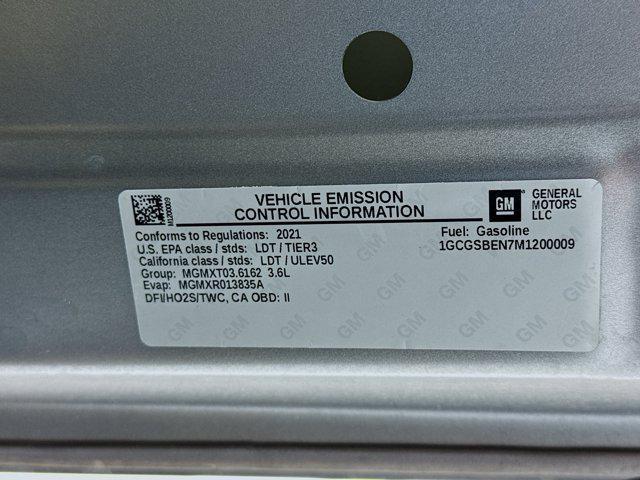 M1200009
VEHICLE EMISSION
CONTROL INFORMATION
GM
GENERAL
MOTORS
LLC
Conforms to Regulations: 2021
U.S. EPA class / stds: LDT / TIER3
California class / stds: LDT / ULEV50
Group: MGMXT03.6162 3.6L
Evap: MGMXR013835A
DFI/HO2S/TWC, CA OBD: II
Fuel: Gasoline
1GCGSBEN7M1200009